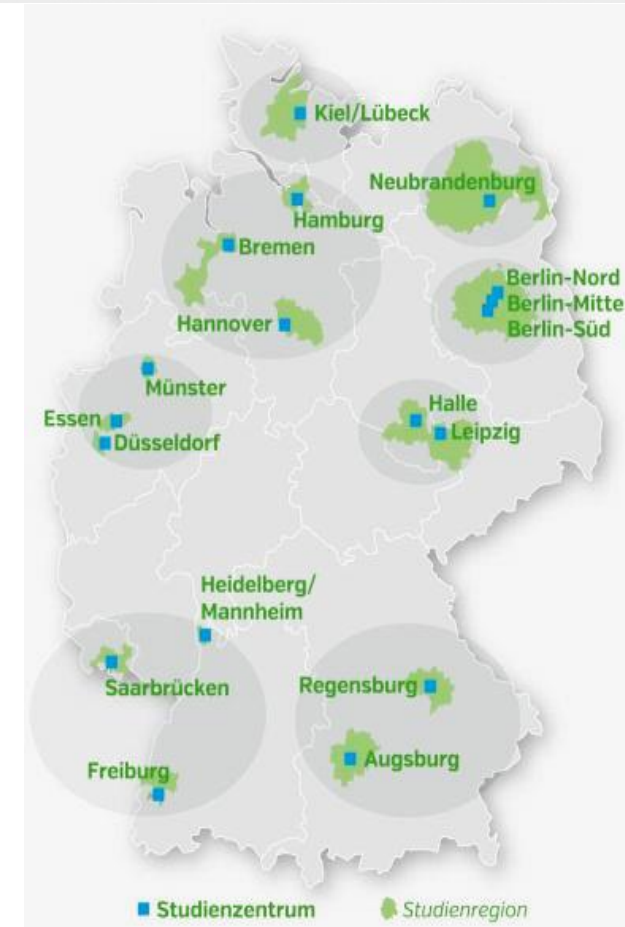 Kiel/Lübeck
Neubrandenburg
Hamburg
Bremen
Berlin-Nord
Berlin-Mitte
Berlin-Süd
Hannover
Münster
Essen
Düsseldorf
Halle
Leipzig
Heidelberg/
Mannheim
Saarbrücken
Regensburg
Augsburg
Freiburg
Studienzentrum
Studienregion